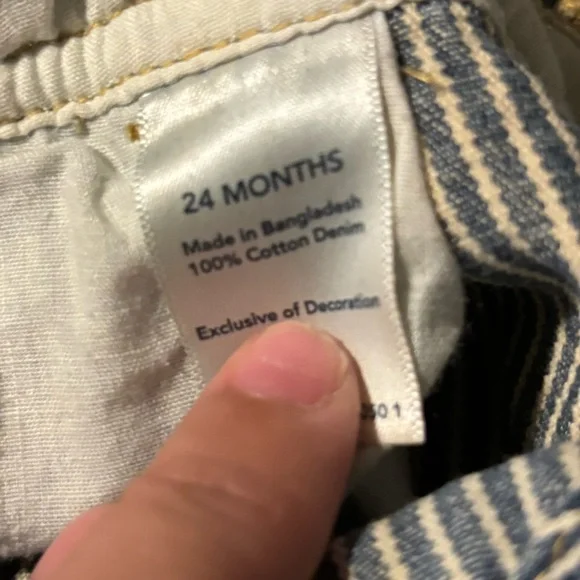 24 MONTHS
Made in Bangladesh
100% Cotton Denim
Exclusive of Decoration